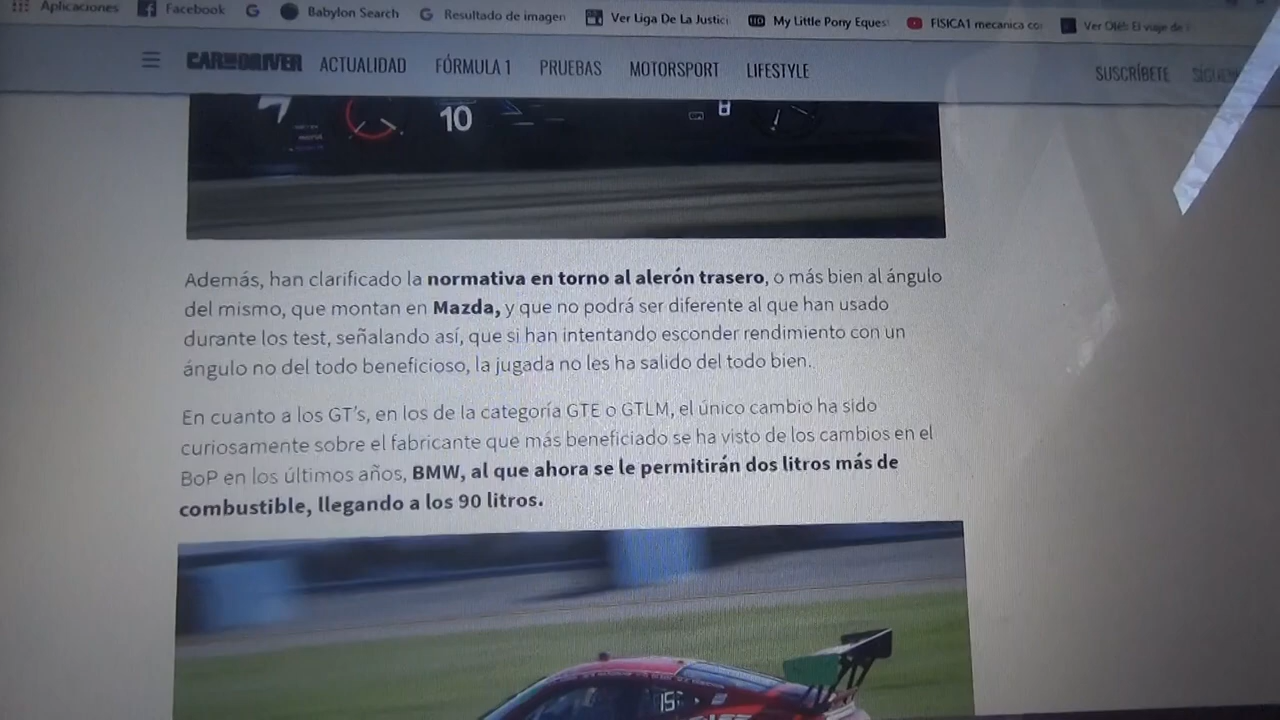 Aplicaciones Facebook Babylon Search Resultado de imagen Ver Liga De La Justic My Little Pony Eques FISICA1 mecanica co Ver Olé: El viaje de
CAR AND DRIVER ACTUALIDAD FÓRMULA 1 PRUEBAS MOTORSPORT LIFESTYLE SUSCRÍBETE
10
Además, han clarificado la normativa en torno al alerón trasero, o más bien al ángulo
del mismo, que montan en Mazda, y que no podrá ser diferente al que han usado
durante los test, señalando así, que si han intentando esconder rendimiento con un
ángulo no del todo beneficioso, la jugada no les ha salido del todo bien.
En cuanto a los GT's, en los de la categoría GTE o GTLM, el único cambio ha sido
curiosamente sobre el fabricante que más beneficiado se ha visto de los cambios en el
BoP en los últimos años, BMW, al que ahora se le permitirán dos litros más de
combustible, llegando a los 90 litros.